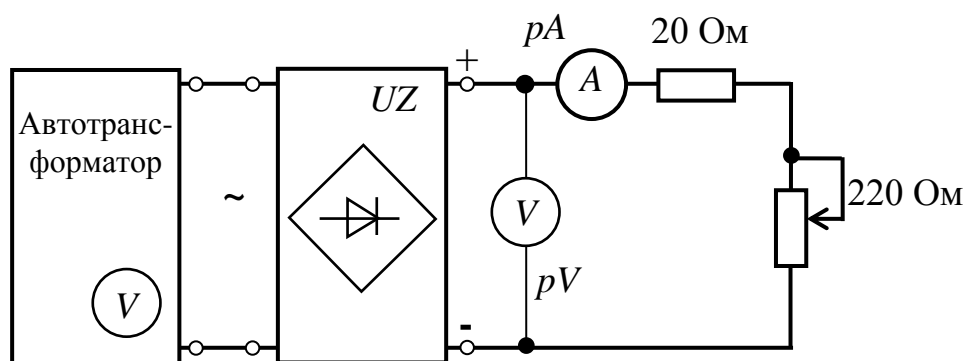 pA
20 Ом
+
UZ
A
Автотранс-
форматор
~
V
220 Ом
V
pV
-